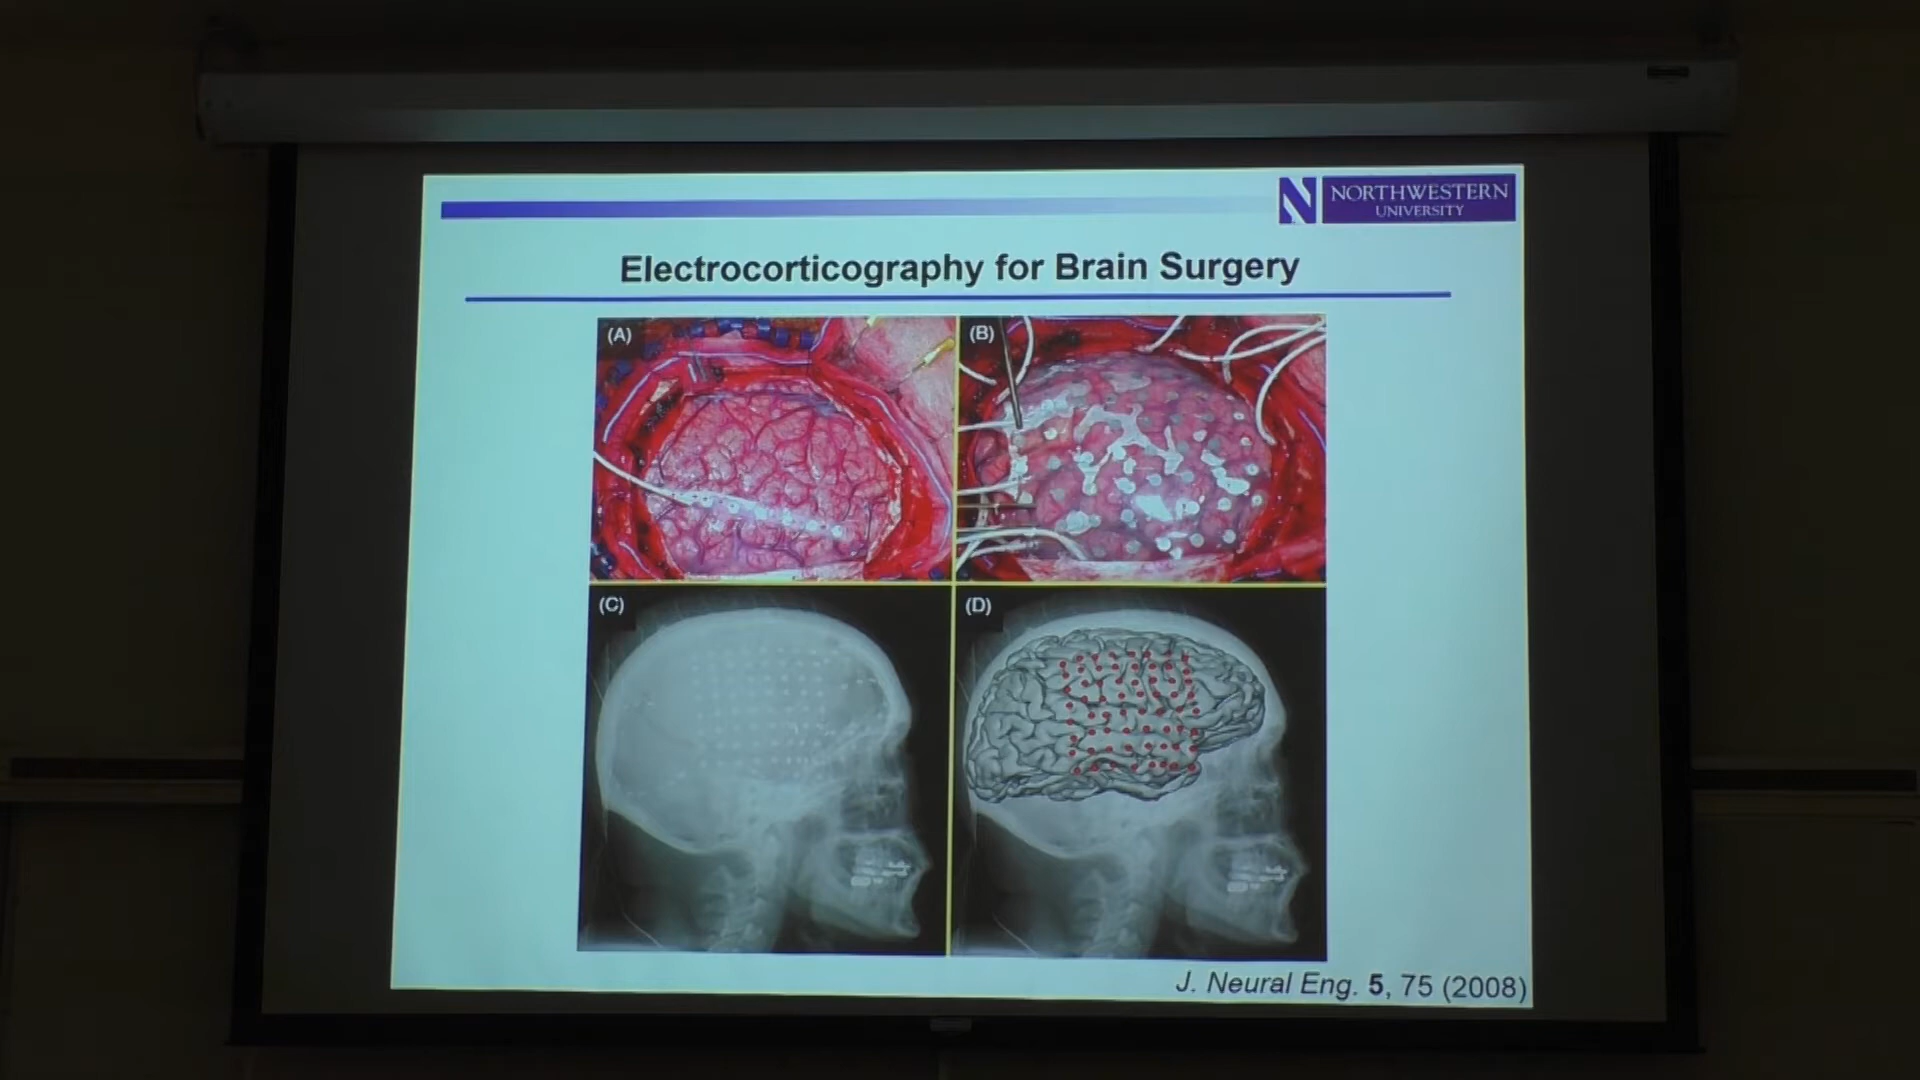 NORTHWESTERN
UNIVERSITY
Electrocorticography for Brain Surgery
(A)
(B)
(C)
(D)
J. Neural Eng. 5, 75 (2008)